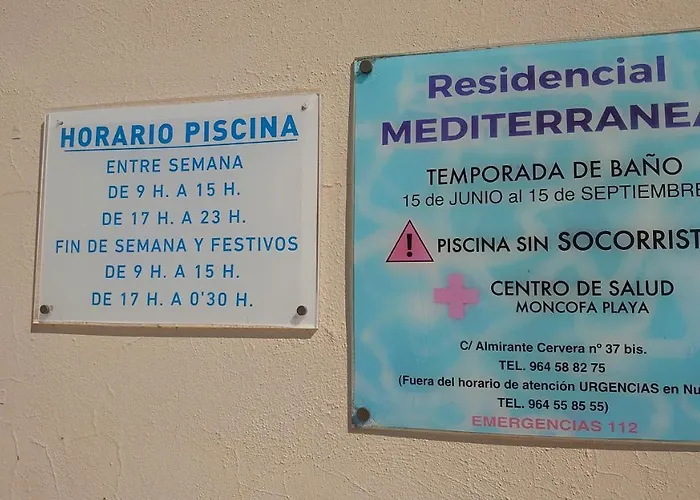 HORARIO PISCINA
ENTRE SEMANA
DE 9 H. A 15 H.
DE 17 H. A 23 H.
FIN DE SEMANA Y FESTIVOS
DE 9 H. A 15 H.
DE 17 H. A 0'30 H.
Residencial
MEDITERRANEA
TEMPORADA DE BAÑO
15 de JUNIO al 15 de SEPTIEMBRE
PISCINA SIN SOCORRIST
CENTRO DE SALUD
MONCOFA PLAYA
C/ Almirante Cervera nº 37 bis.
TEL. 964 58 82 75
(Fuera del horario de atención URGENCIAS en Nu
TEL. 964 55 85 55)
EMERGENCIAS 112